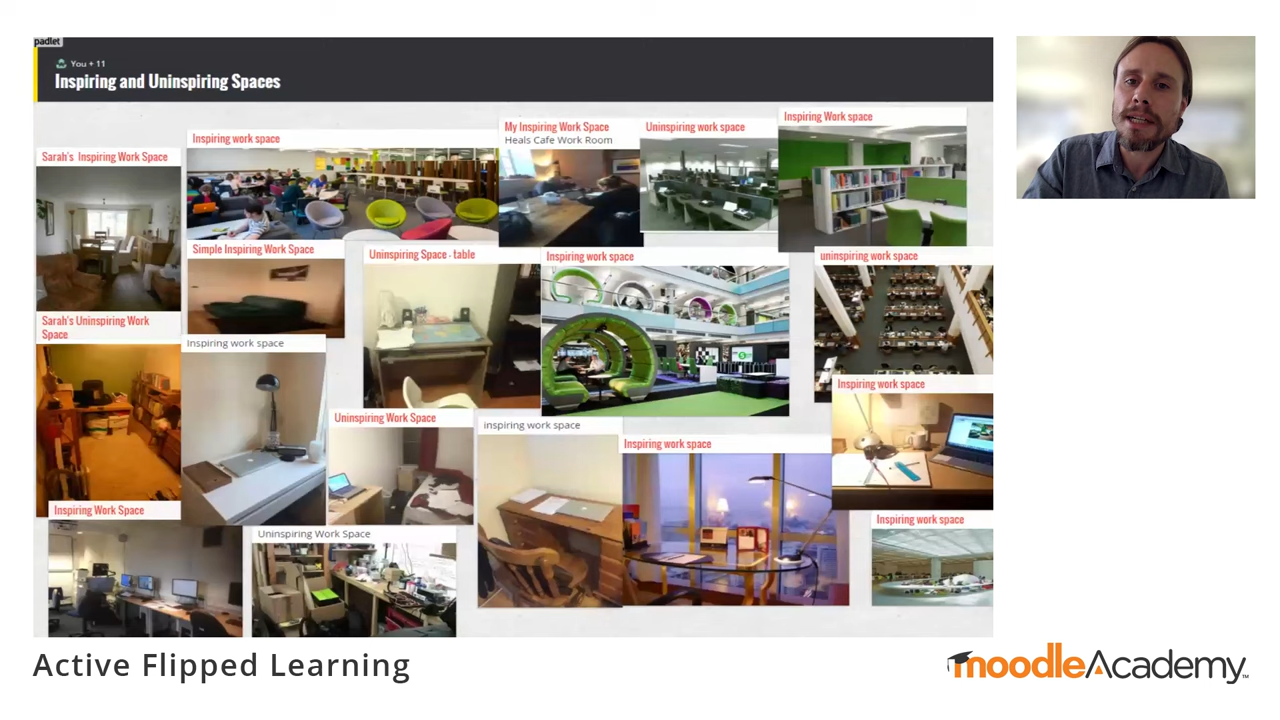 padlet
You + 11
Inspiring and Uninspiring Spaces
Sarah's Inspiring Work Space
Inspiring work space
My Inspiring Work Space
Heals Cafe Work Room
Uninspiring work space
Inspiring Work space
Simple Inspiring Work Space
Uninspiring Space - table
Inspiring work space
uninspiring work space
Sarah's Uninspiring Work
Space
Inspiring work space
Uninspiring Work Space
inspiring work space
Inspiring work space
Inspiring work space
Inspiring Work Space
Uninspiring Work Space
Inspiring work space
Active Flipped Learning
moodleAcademy™